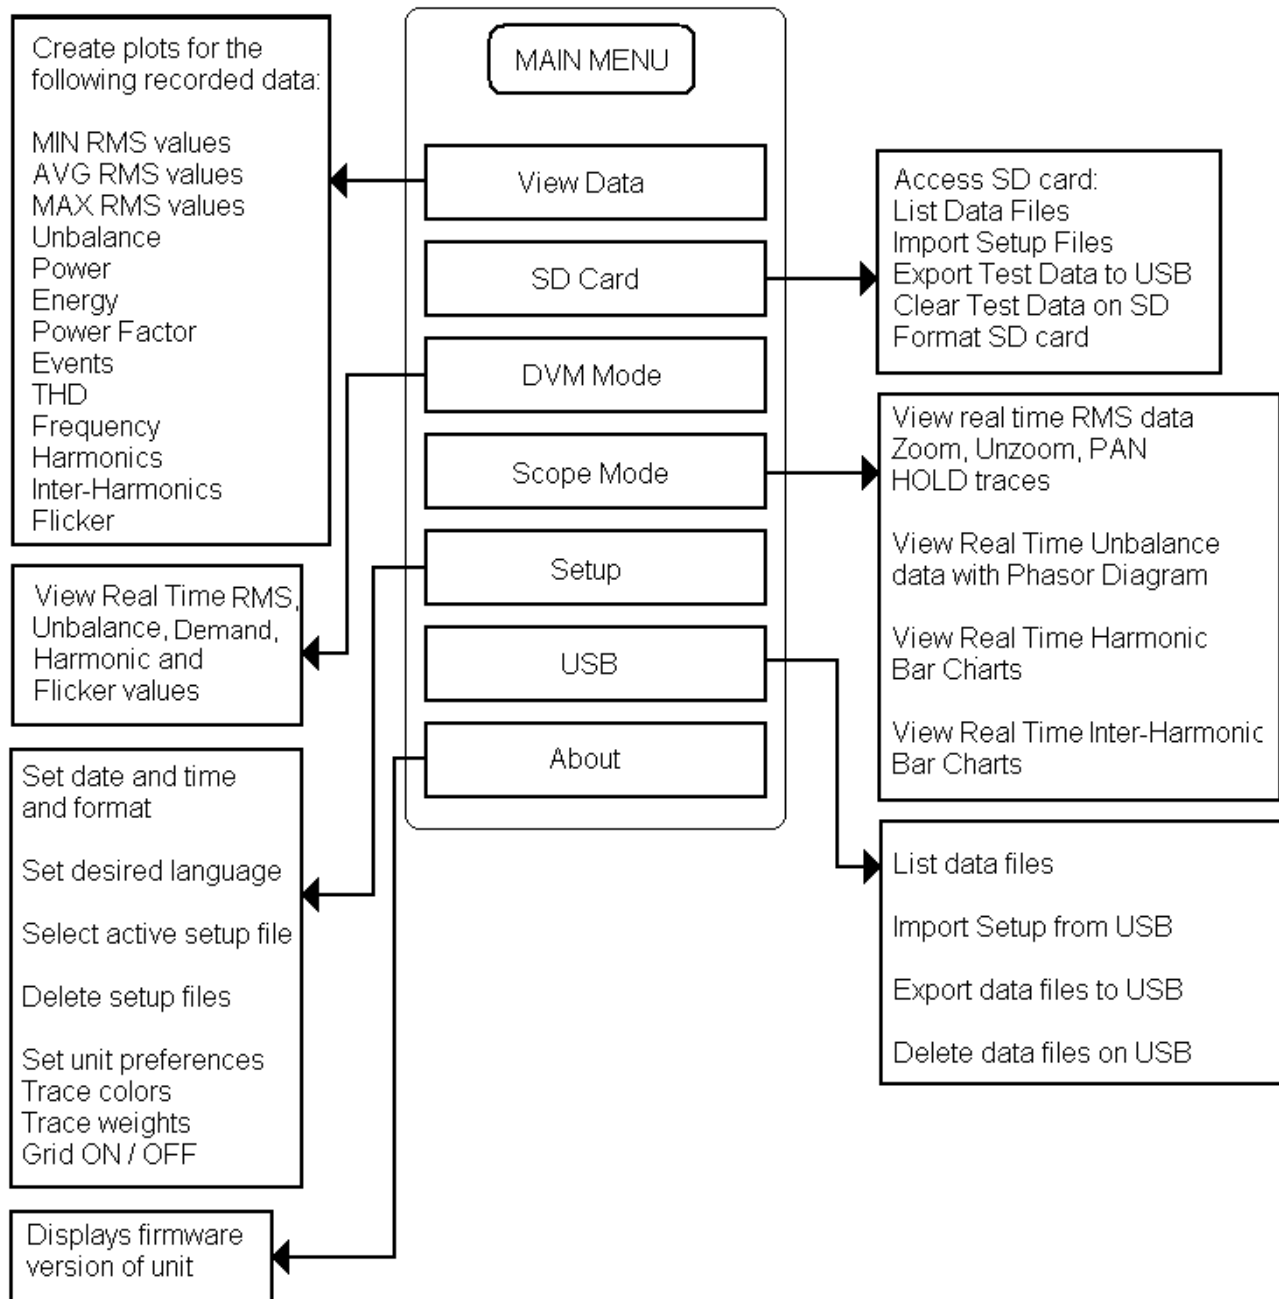 MAIN MENU
View Data
SD Card
DVM Mode
Scope Mode
Setup
USB
About
Create plots for the
following recorded data:
MIN RMS values
AVG RMS values
MAX RMS values
Unbalance
Power
Energy
Power Factor
Events
THD
Frequency
Harmonics
Inter-Harmonics
Flicker
View Real Time RMS,
Unbalance, Demand,
Harmonic and
Flicker values
Set date and time
and format
Set desired language
Select active setup file
Delete setup files
Set unit preferences
Trace colors
Trace weights
Grid ON / OFF
Displays firmware
version of unit
Access SD card:
List Data Files
Import Setup Files
Export Test Data to USB
Clear Test Data on SD
Format SD card
View real time RMS data
Zoom, Unzoom, PAN
HOLD traces
View Real Time Unbalance
data with Phasor Diagram
View Real Time Harmonic
Bar Charts
View Real Time Inter-Harmonic
Bar Charts
List data files
Import Setup from USB
Export data files to USB
Delete data files on USB